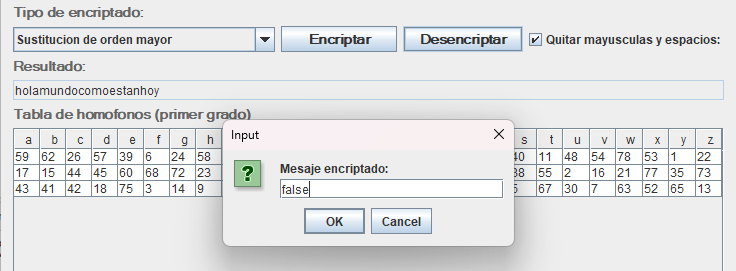 Tipo de encriptado:
Sustitucion de orden mayor Encriptar Desencriptar Quitar mayusculas y espacios:
Resultado:
holamundocomoestanhoy
Tabla de homofonos (primer grado)
Input
a b c d e f g h s t u v w x y z
59 62 26 57 39 6 24 58 40 11 48 54 78 53 1 22
Mesaje encriptado:
17 15 44 45 60 68 72 23 38 55 2 16 21 77 35 73
false
43 41 42 18 75 3 14 9 5 67 30 7 63 52 65 13
OK Cancel